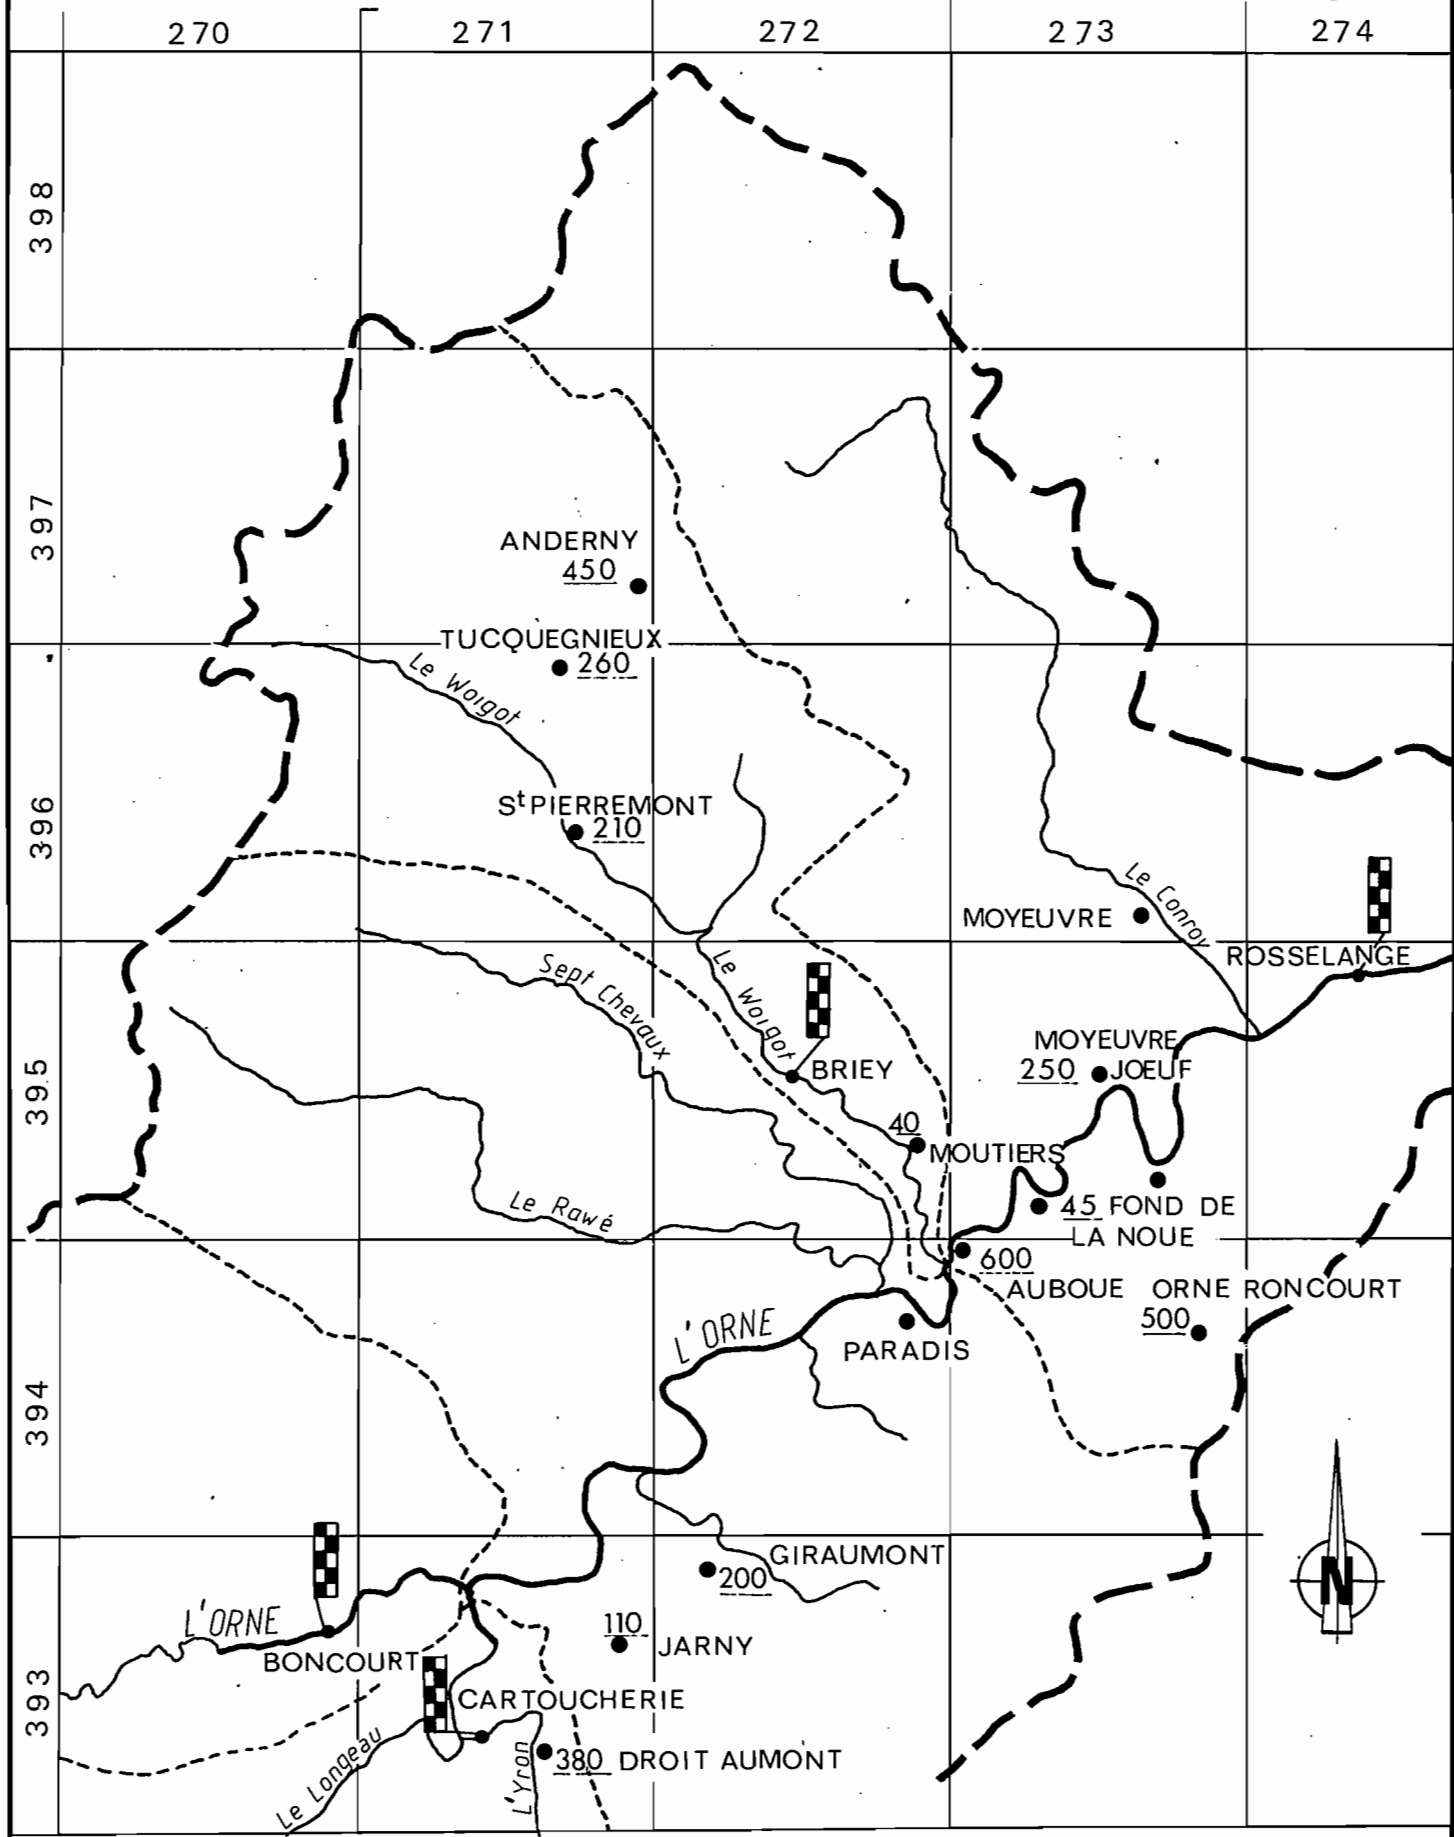 270 271 272 273 274
398
397
ANDERNY
450
TUCQUEGNIEUX
260
Le Woigot
396
St PIERREMONT
210
Le Conroy
MOYEUVRE
ROSSELANGE
Sept Chevaux
Le Woigot
BRIEY
MOYEUVRE
250 JOEUF
395
40
MOUTIERS
Le Rawé
45 FOND DE
LA NOUE
600
AUBOUE ORNE RONCOURT
500
L'ORNE
PARADIS
394
GIRAUMONT
200
N
L'ORNE
110
JARNY
BONCOURT
CARTOUCHERIE
393
Le Longeau
L'Yron
380 DROIT AUMONT